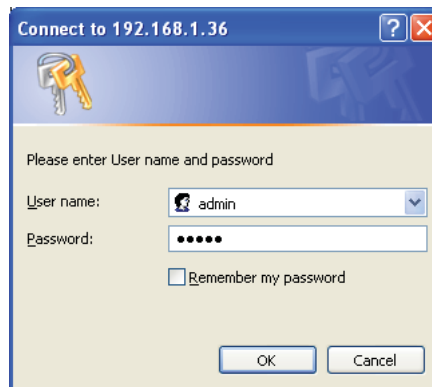 Connect to 192.168.1.36
Please enter User name and password
User name: admin
Password: •••••
Remember my password
OK Cancel